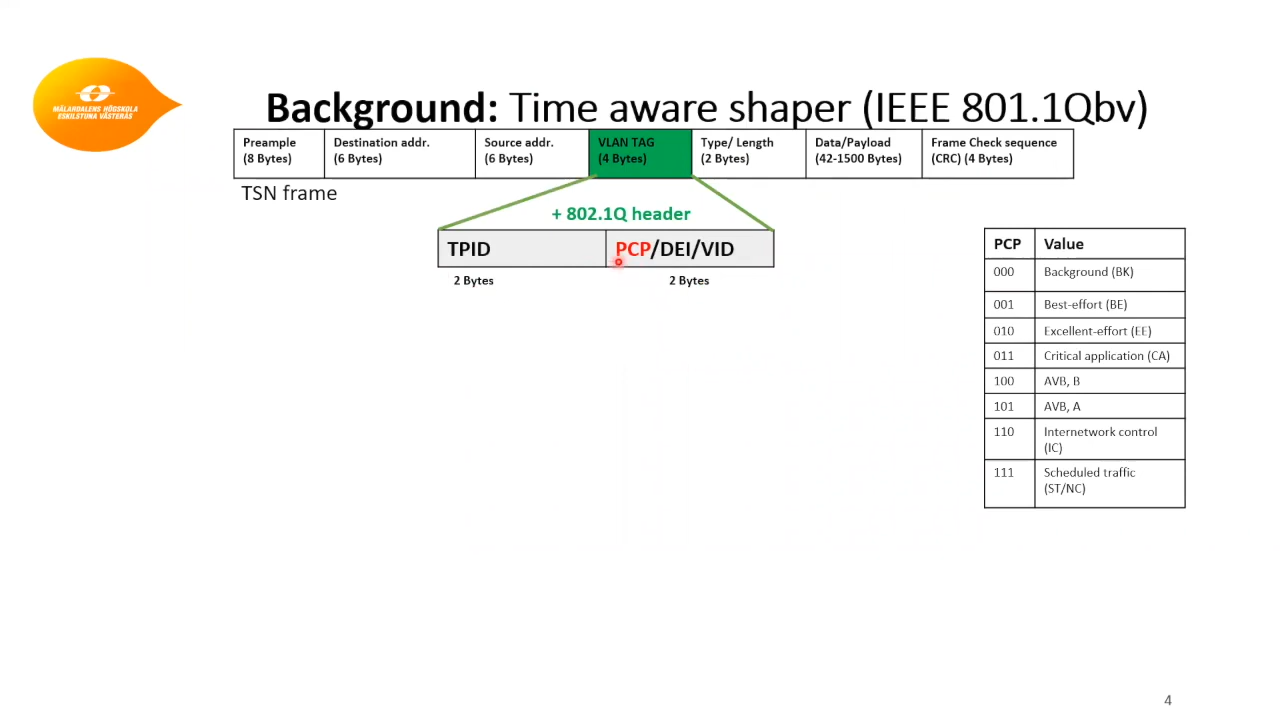 MÄLARDALENS HÖGSKOLA
ESKILSTUNA VÄSTERÅS
Background: Time aware shaper (IEEE 801.1Qbv)
Preample
(8 Bytes)
Destination addr.
(6 Bytes)
Source addr.
(6 Bytes)
VLAN TAG
(4 Bytes)
Type/ Length
(2 Bytes)
Data/Payload
(42-1500 Bytes)
Frame Check sequence
(CRC) (4 Bytes)
TSN frame
+ 802.1Q header
TPID
PCP/DEI/VID
2 Bytes
2 Bytes
PCP Value
000 Background (BK)
001 Best-effort (BE)
010 Excellent-effort (EE)
011 Critical application (CA)
100 AVB, B
101 AVB, A
110 Internetwork control
(IC)
111 Scheduled traffic
(ST/NC)
4